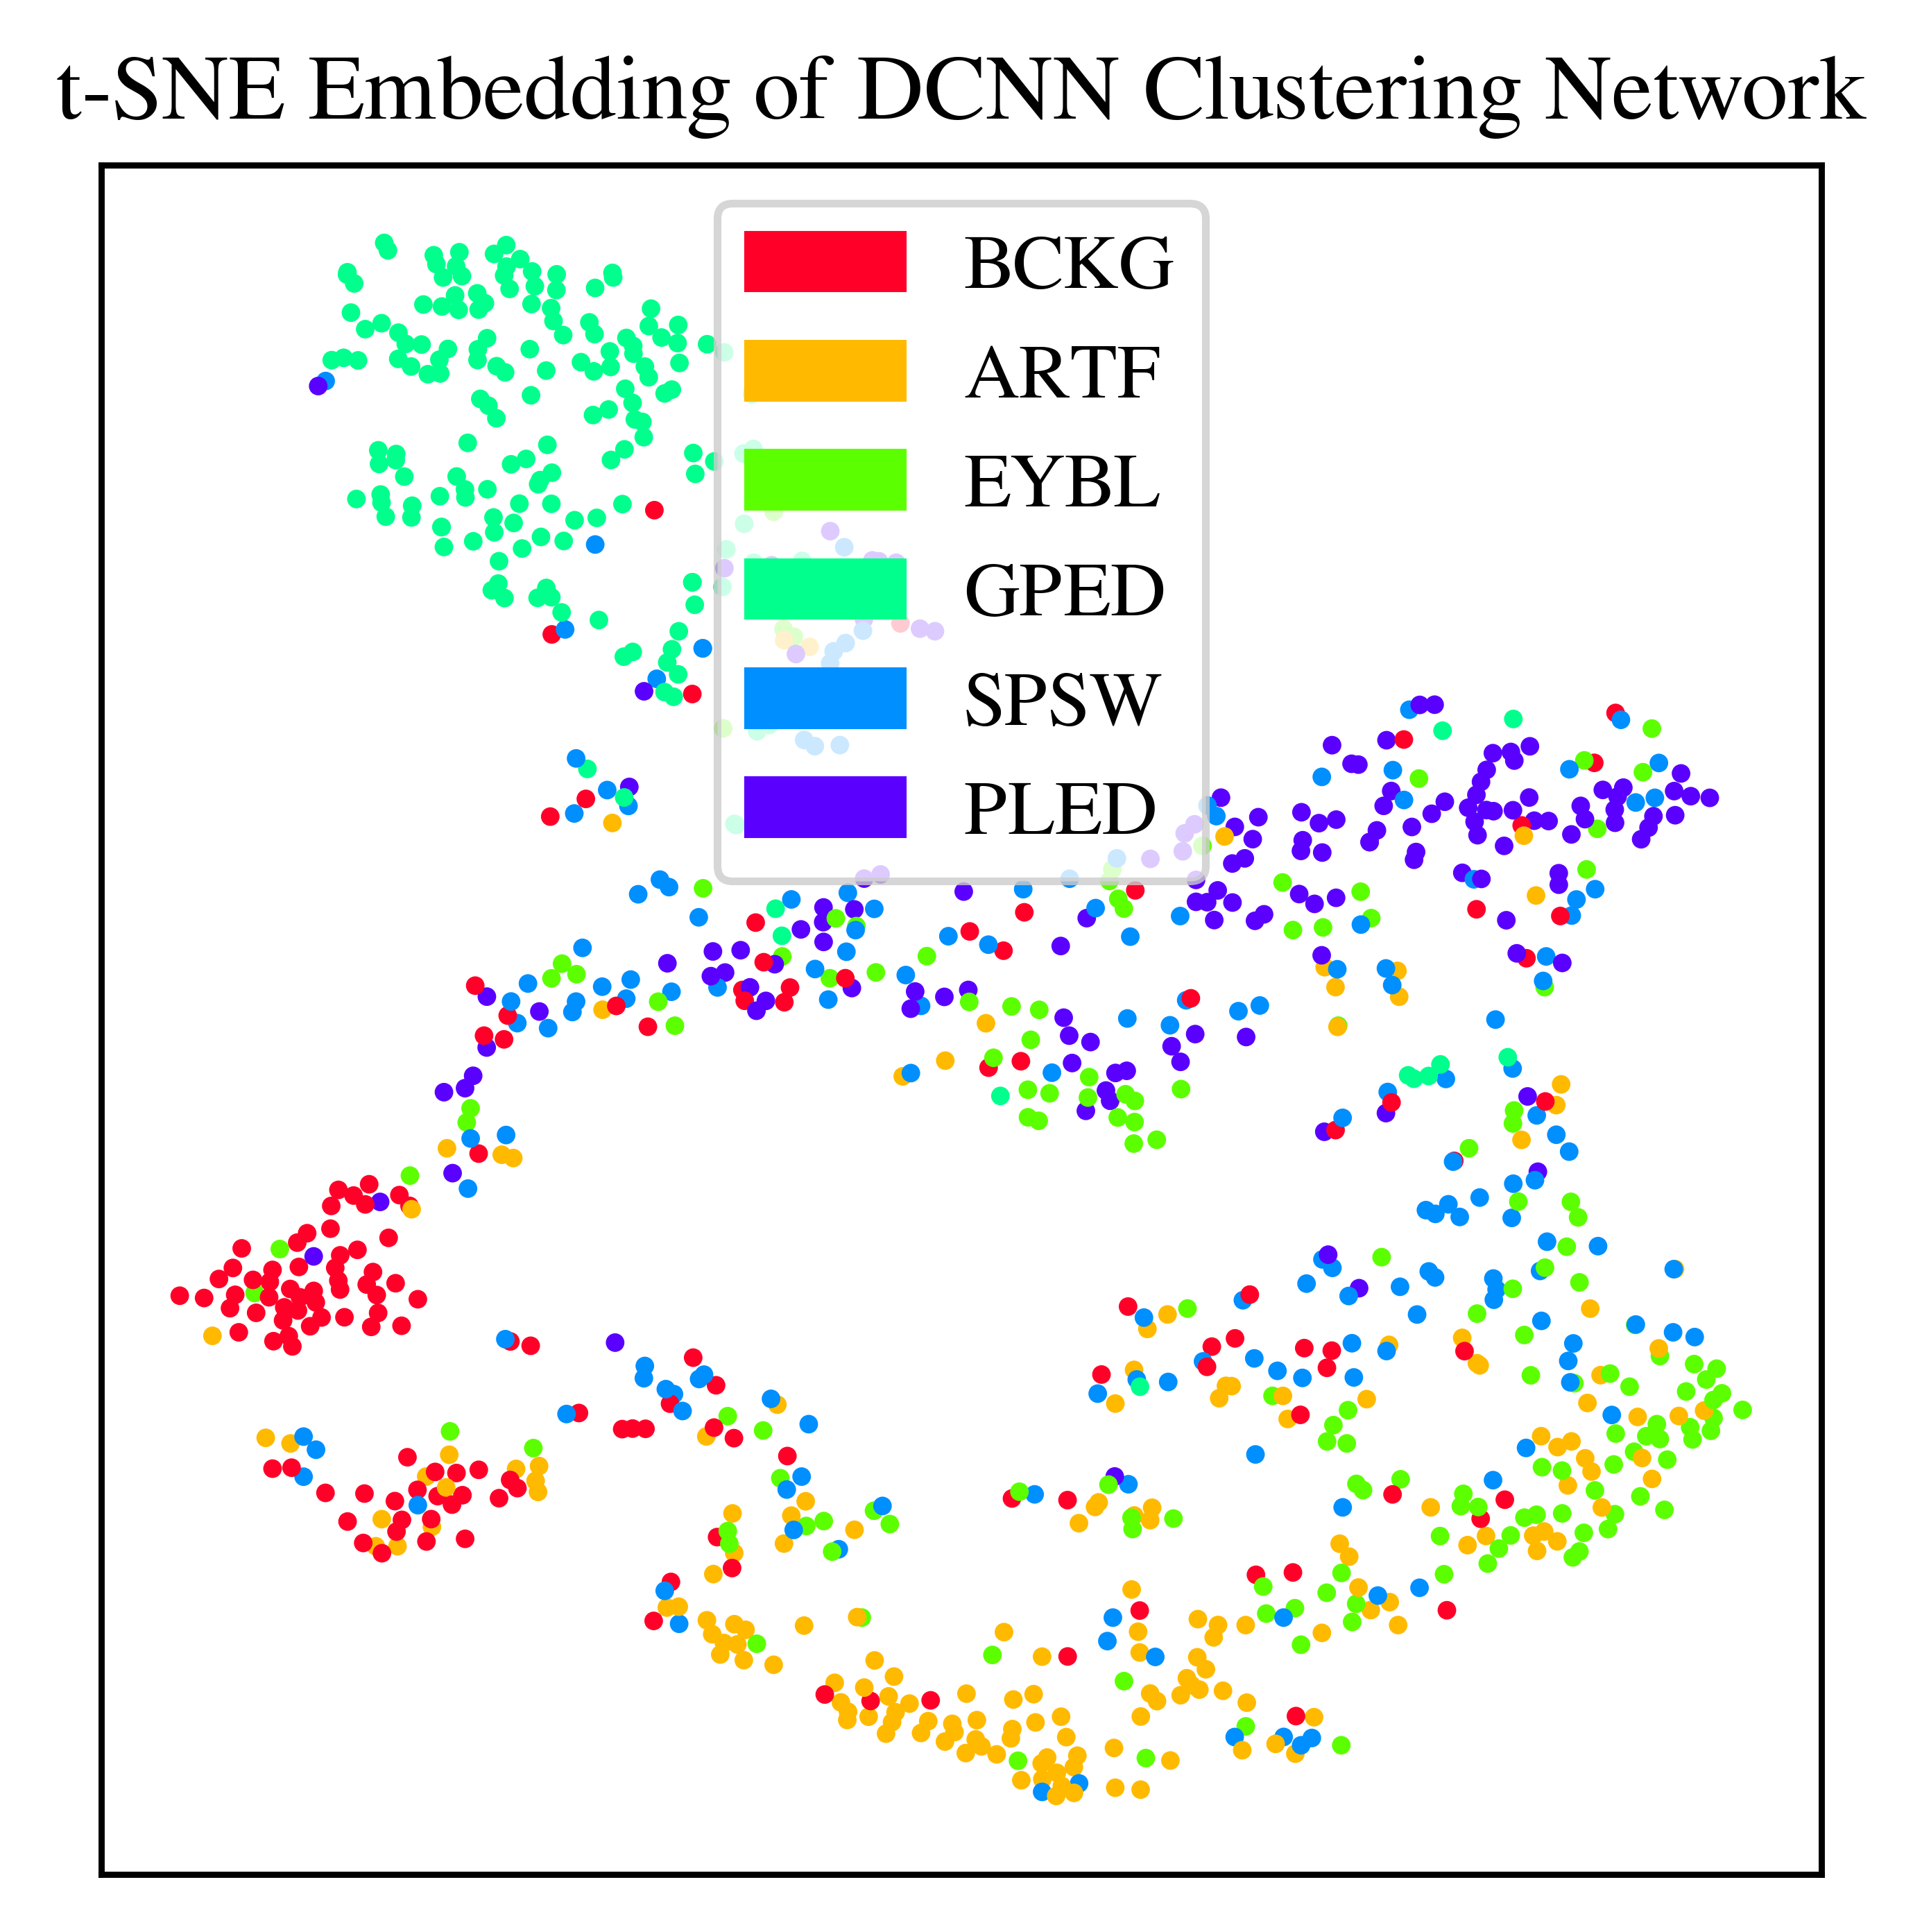 t-SNE Embedding of DCNN Clustering Network
BCKG
ARTF
EYBL
GPED
SPSW
PLED